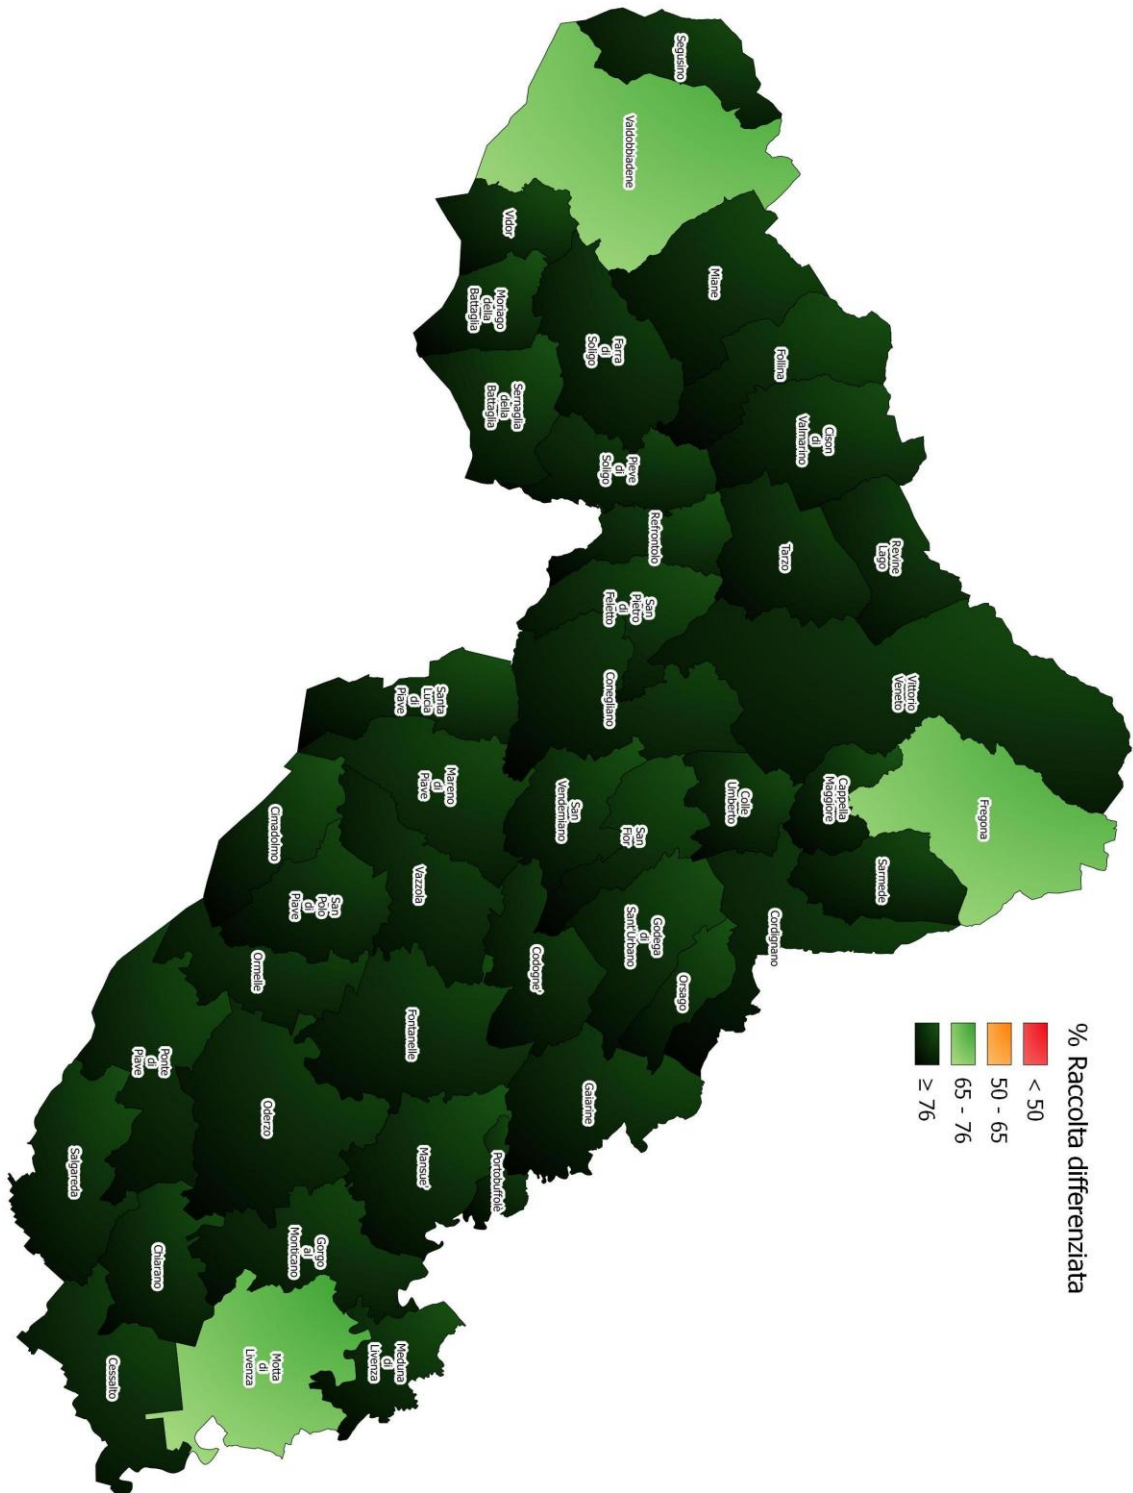 % Raccolta differenziata
< 50
50 - 65
65 - 76
≥ 76
Fregona
Vittorio
Veneto
Revine
Lago
Sarmede
Cappella
Maggiore
Cison
di
Valmarino
Follina
Tarzo
Cordignano
Colle
Umberto
Miane
Segusino
Orsago
Refrontolo
San
Pietro
di
Feletto
Godega
di
Sant'Urbano
San
Fior
Pieve
di
Soligo
Valdobbiadene
Farra
di
Soligo
Conegliano
Gaiarine
San
Vendemiano
Codogne'
Sernaglia
della
Battaglia
Vidor
Moriago
della
Battaglia
Portobuffolè
Mareno
di
Piave
Santa
Lucia
di
Piave
Vazzola
Fontanelle
Mansue'
Meduna
di
Livenza
San
Polo
di
Piave
Gorgo
al
Monticano
Cimadolmo
Motta
di
Livenza
Oderzo
Ormelle
Ponte
di
Piave
Chiarano
Cessalto
Salgareda